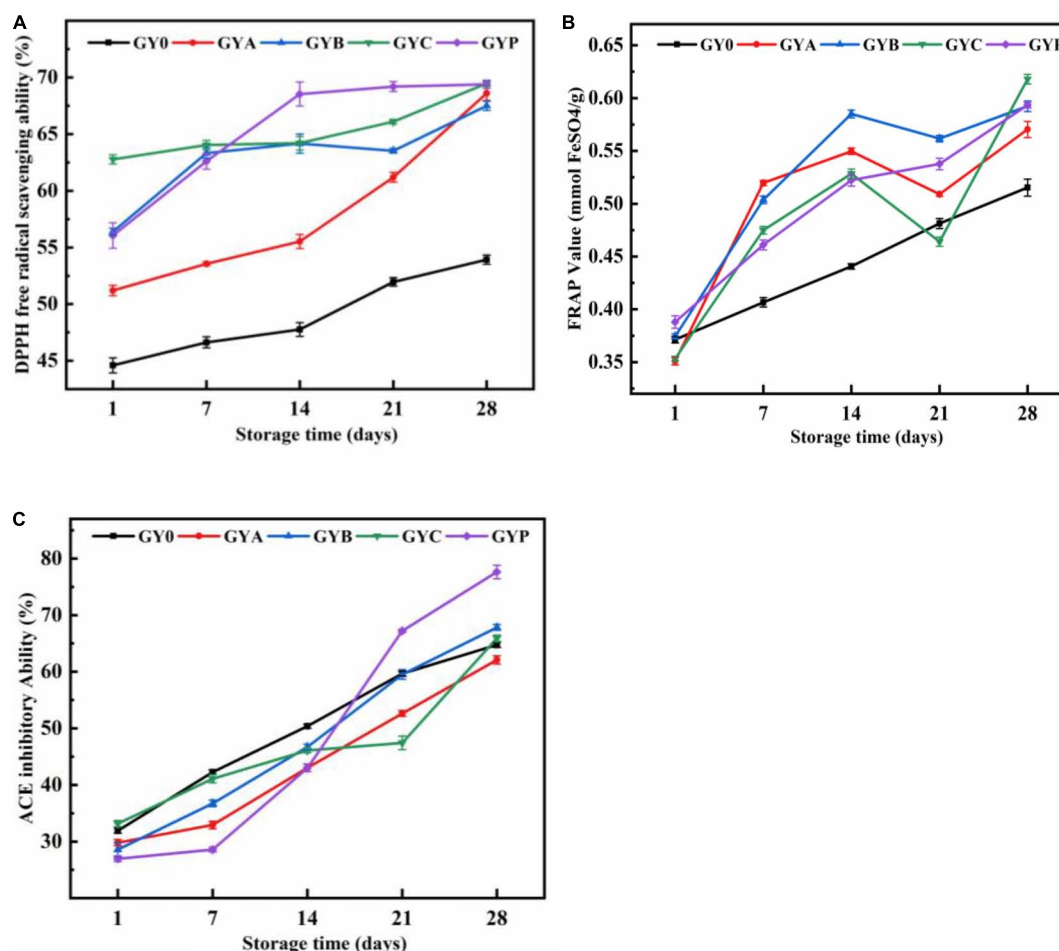 A
GY0 GYA GYB GYC GYP
DPPH free radical scavenging ability (%)
70
65
60
55
50
45
1 7 14 21 28
Storage time (days)
B
GY0 GYA GYB GYC GYP
FRAP Value (mmol FeSO4/g)
0.65
0.60
0.55
0.50
0.45
0.40
0.35
1 7 14 21 28
Storage time (days)
C
GY0 GYA GYB GYC GYP
ACE inhibitory Ability (%)
80
70
60
50
40
30
1 7 14 21 28
Storage time (days)